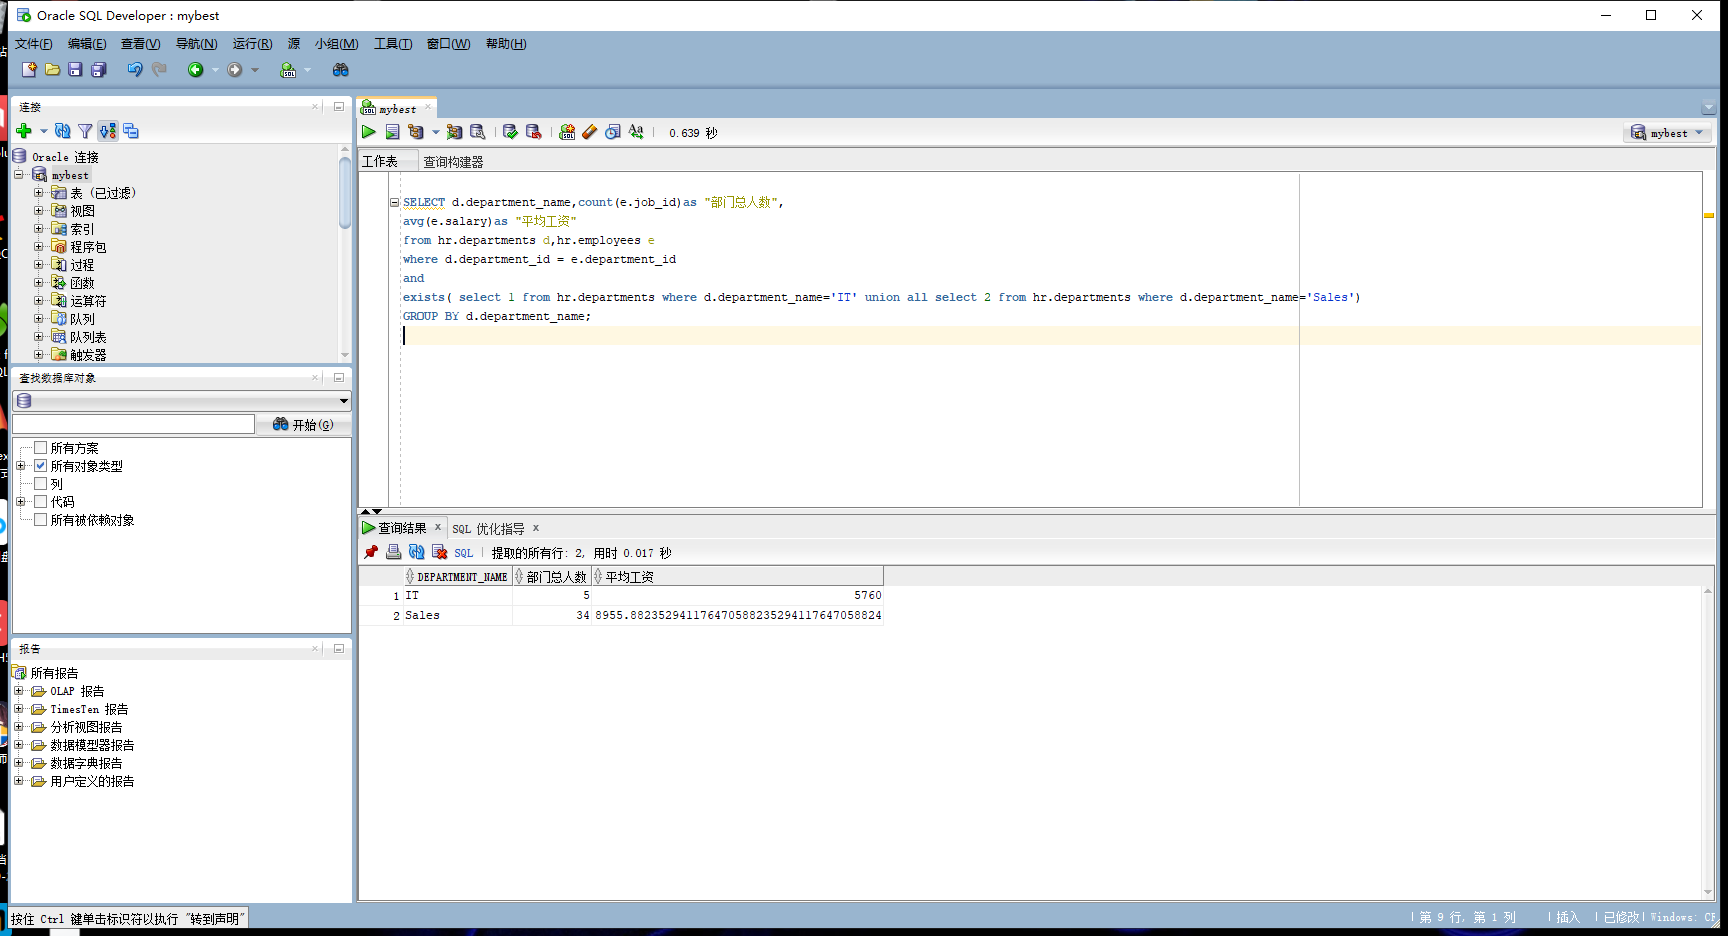 Oracle SQL Developer : mybest
文件(F) 编辑(E) 查看(V) 导航(N) 运行(R) 源 小组(M) 工具(T) 窗口(W) 帮助(H)
连接
Oracle 连接
mybest
表 (已过滤)
视图
索引
程序包
过程
函数
运算符
队列
队列表
触发器
查找数据库对象
开始(G)
所有方案
所有对象类型
列
代码
所有被依赖对象
报告
所有报告
OLAP 报告
TimesTen 报告
分析视图报告
数据模型器报告
数据字典报告
用户定义的报告
mybest
0.639 秒
mybest
工作表 查询构建器
SELECT d.department_name,count(e.job_id)as "部门总人数",
avg(e.salary)as "平均工资"
from hr.departments d,hr.employees e
where d.department_id = e.department_id
and
exists( select 1 from hr.departments where d.department_name='IT' union all select 2 from hr.departments where d.department_name='Sales')
GROUP BY d.department_name;
查询结果 x SQL 优化指导 x
SQL 提取的所有行: 2, 用时 0.017 秒
DEPARTMENT_NAME 部门总人数 平均工资
1 IT 5 5760
2 Sales 34 8955.88235294117647058823529411764705882​4
按住 Ctrl 键单击标识符以执行 "转到声明"
第 9 行, 第 1 列 插入 已修改 Windows: